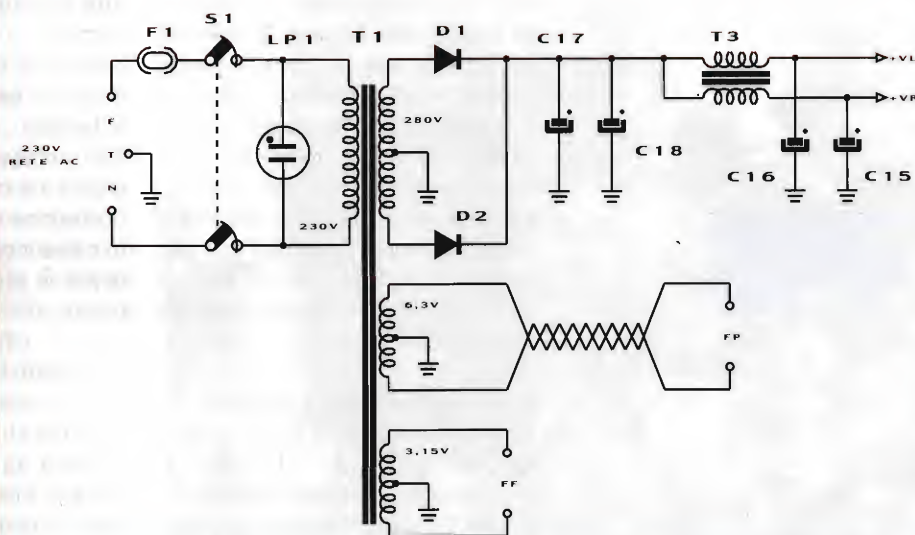 F1
S1
LP1
T1
D1
C17
T3
+VL
F
280V
C18
230V
RETE AC
T
C16
C15
N
D2
230V
6,3V
FP
3,15V
FF